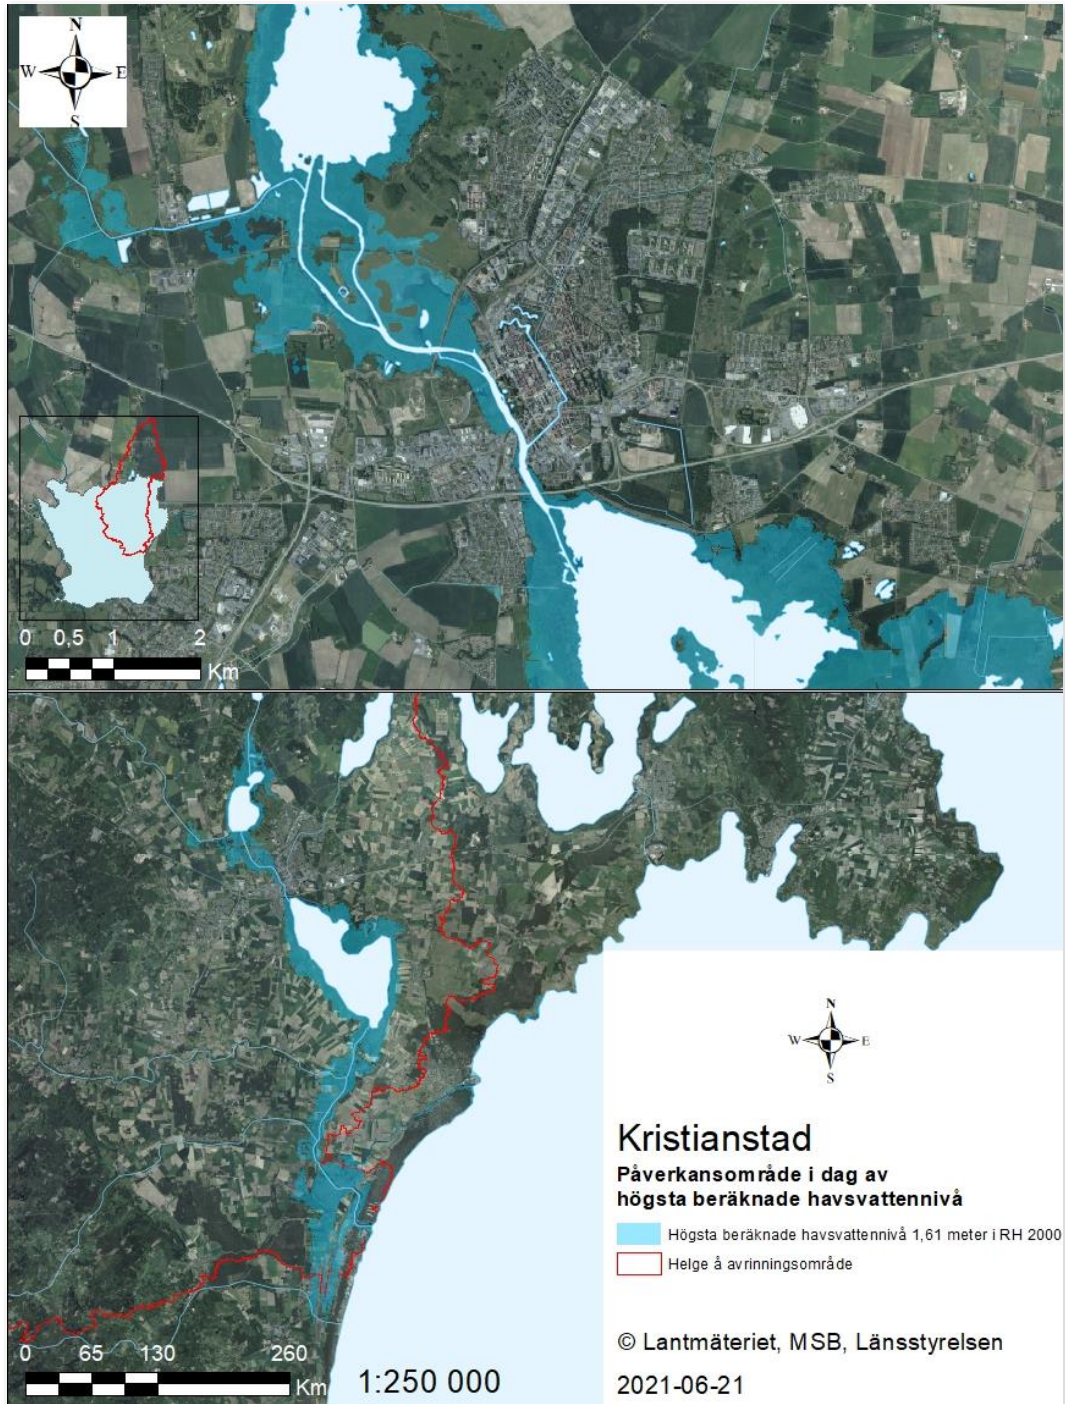 N
W E
S
0 0,5 1 2
Km
N
W E
S
Kristianstad
Påverkansområde i dag av
högsta beräknade havsvattennivå
Högsta beräknade havsvattennivå 1,61 meter i RH 2000
Helge å avrinningsområde
0 65 130 260
Km
1:250 000
© Lantmäteriet, MSB, Länsstyrelsen
2021-06-21